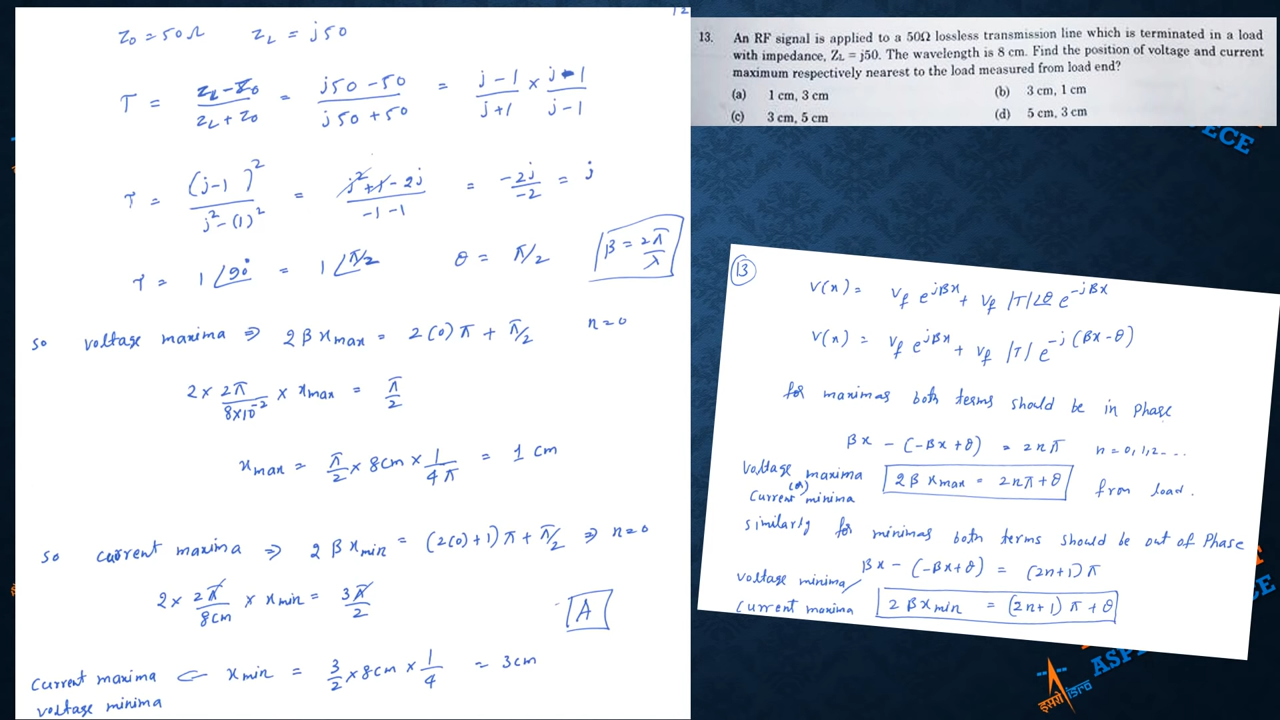 12
Z₀ = 50Ω Z_L = j50
T = (Z_L - Z₀)/(Z_L + Z₀) = (j50 - 50)/(j50 + 50) = (j - 1)/(j + 1) × (j - 1)/(j - 1)
T = (j-1)²/(j² - (1)²) = (j² + 1 - 2j)/(-1 - 1) = -2j/-2 = j
T = 1∠90° = 1∠π/2 θ = π/2 β = 2π/λ
so voltage maxima ⇒ 2βx_max = 2(0)π + π/2 n=0
2 × 2π/(8×10⁻²) × x_max = π/2
x_max = π/2 × 8cm × 1/4π = 1 cm
so current maxima ⇒ 2βx_min = (2(0)+1)π + π/2 ⇒ n=0
2 × 2π/8cm × x_min = 3π/2
A
current maxima ← x_min = 3/2 × 8cm × 1/4 = 3cm
voltage minima
13. An RF signal is applied to a 50Ω lossless transmission line which is terminated in a load
with impedance, Z_L = j50. The wavelength is 8 cm. Find the position of voltage and current
maximum respectively nearest to the load measured from load end?
(a) 1 cm, 3 cm (b) 3 cm, 1 cm
(c) 3 cm, 5 cm (d) 5 cm, 3 cm
ECE
13
V(x) = V_f e^{jβx} + V_f |T|∠θ e^{-jβx}
V(x) = V_f e^{jβx} + V_f |T| e^{-j(βx-θ)}
for maximas both terms should be in phase
βx - (-βx+θ) = 2nπ n = 0,1,2...
voltage maxima
(or)
current minima
2βx_max = 2nπ + θ from load.
similarly for minimas both terms should be out of phase
βx - (-βx+θ) = (2n+1)π
voltage minima/
current maxima
2βx_min = (2n+1)π + θ
इसरो isro